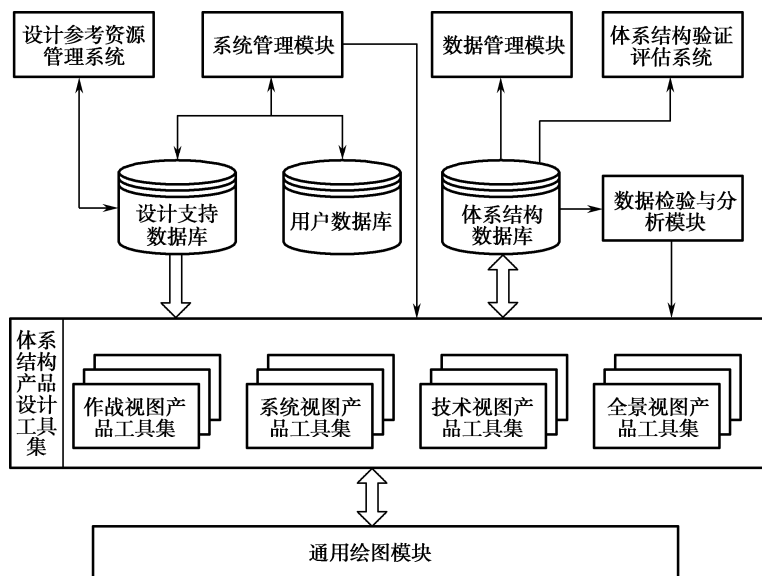 设计参考资源
管理系统
系统管理模块
数据管理模块
体系结构验证
评估系统
设计支持
数据库
用户数据库
体系结构
数据库
数据检验与分
析模块
体系
结构
产品
设计
工具
集
作战视图产
品工具集
系统视图产
品工具集
技术视图产
品工具集
全景视图产
品工具集
通用绘图模块